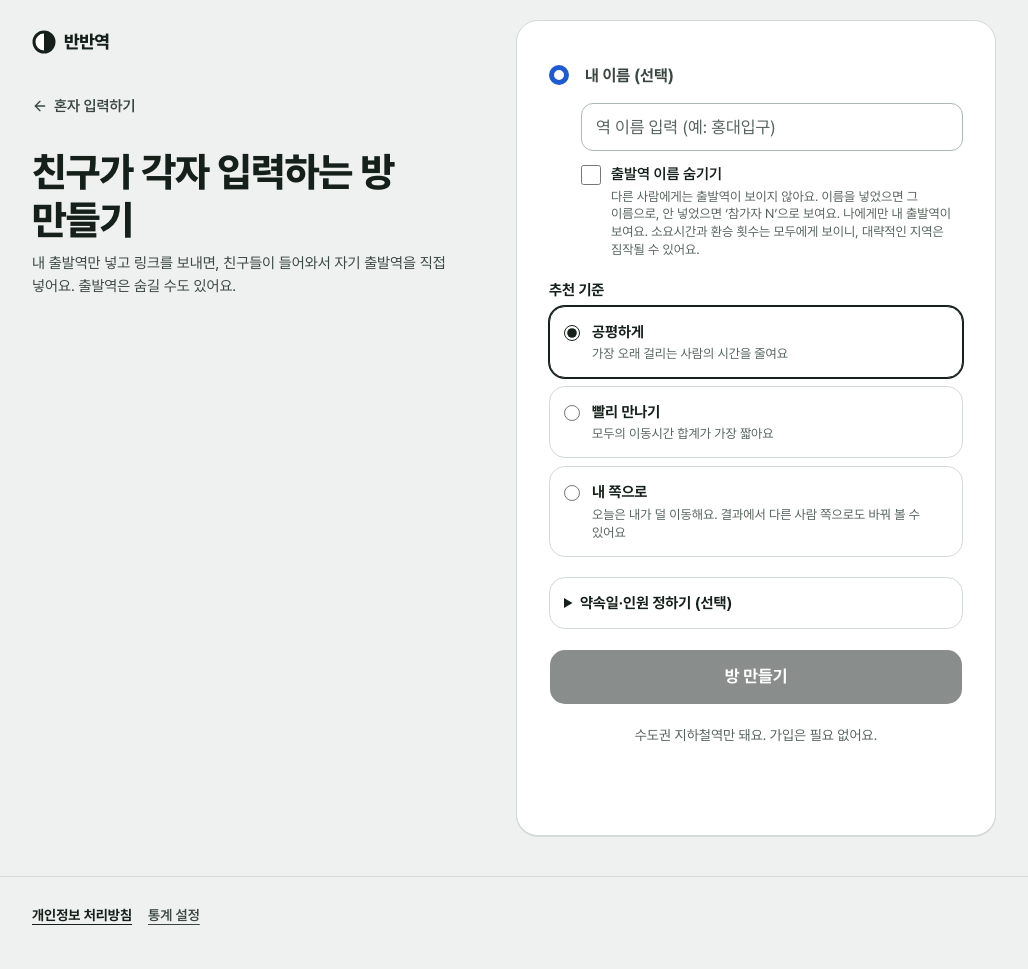 반반역
← 혼자 입력하기
친구가 각자 입력하는 방
만들기
내 출발역만 넣고 링크를 보내면, 친구들이 들어와서 자기 출발역을 직접
넣어요. 출발역은 숨길 수도 있어요.
내 이름 (선택)
역 이름 입력 (예: 홍대입구)
출발역 이름 숨기기
다른 사람에게는 출발역이 보이지 않아요. 이름을 넣었으면 그
이름으로, 안 넣었으면 ‘참가자 N’으로 보여요. 나에게만 내 출발역이
보여요. 소요시간과 환승 횟수는 모두에게 보이니, 대략적인 지역은
짐작될 수 있어요.
추천 기준
공평하게
가장 오래 걸리는 사람의 시간을 줄여요
빨리 만나기
모두의 이동시간 합계가 가장 짧아요
내 쪽으로
오늘은 내가 덜 이동해요. 결과에서 다른 사람 쪽으로도 바꿔 볼 수
있어요
▶ 약속일·인원 정하기 (선택)
방 만들기
수도권 지하철역만 돼요. 가입은 필요 없어요.
개인정보 처리방침 통계 설정